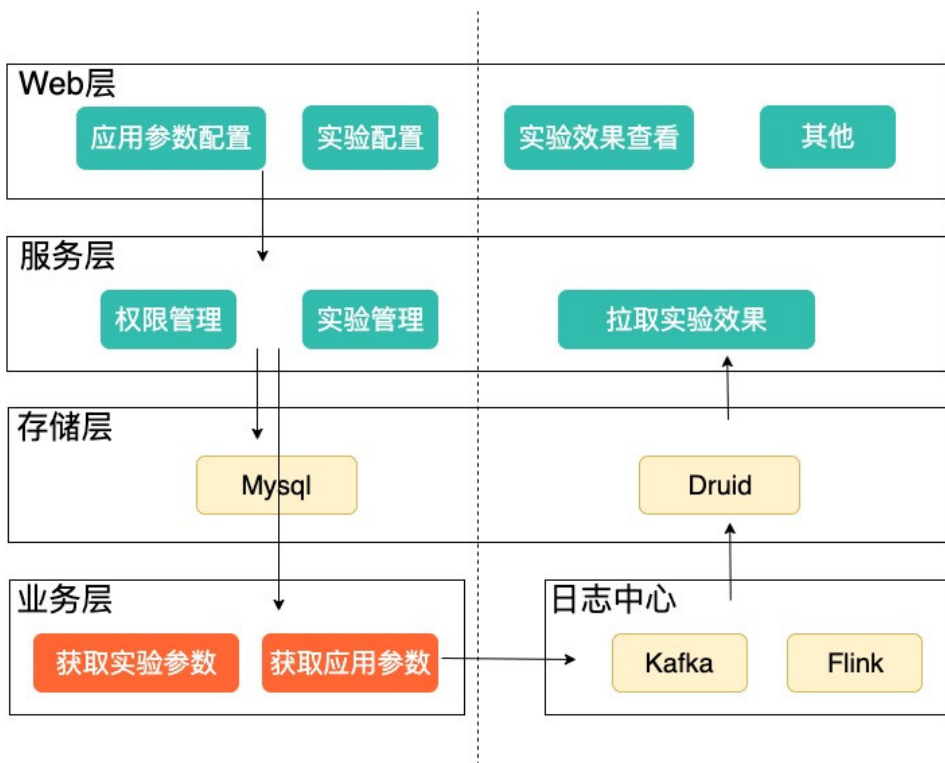 Web层
应用参数配置
实验配置
实验效果查看
其他
服务层
权限管理
实验管理
拉取实验效果
存储层
Mysql
Druid
业务层
获取实验参数
获取应用参数
日志中心
Kafka
Flink